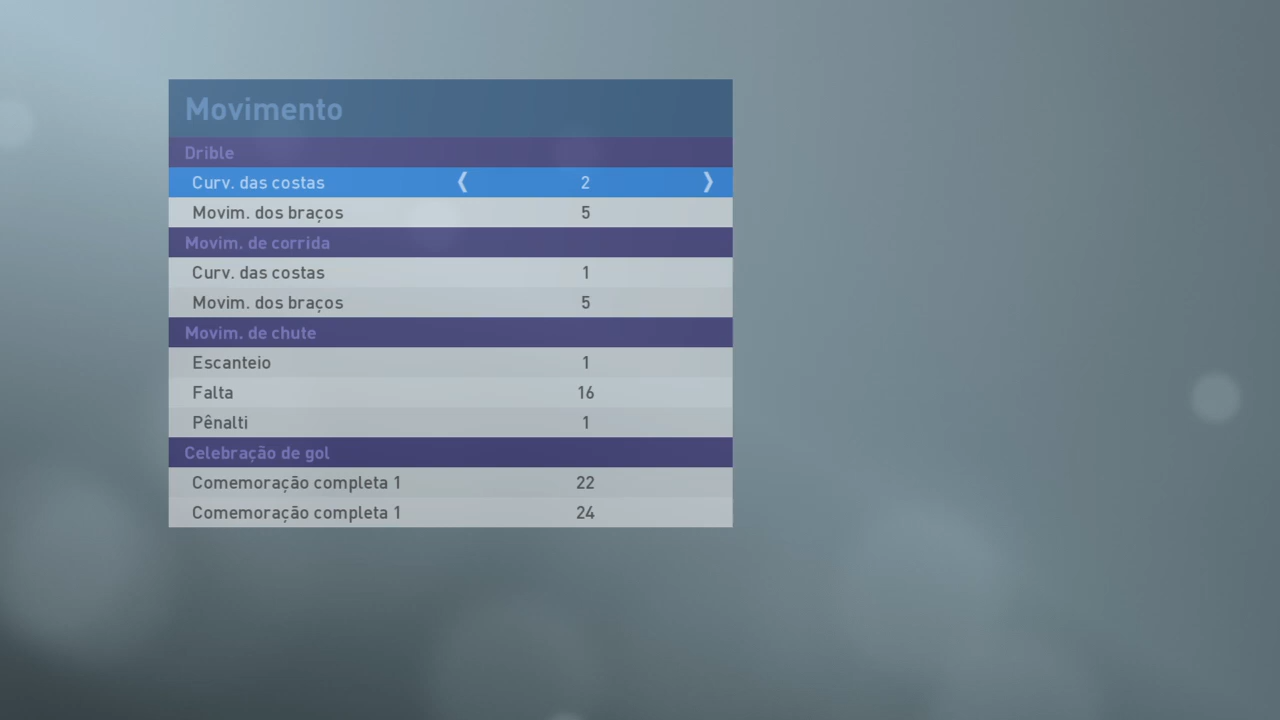 Movimento
Drible
Curv. das costas 2
Movim. dos braços 5
Movim. de corrida
Curv. das costas 1
Movim. dos braços 5
Movim. de chute
Escanteio 1
Falta 16
Pênalti 1
Celebração de gol
Comemoração completa 1 22
Comemoração completa 1 24